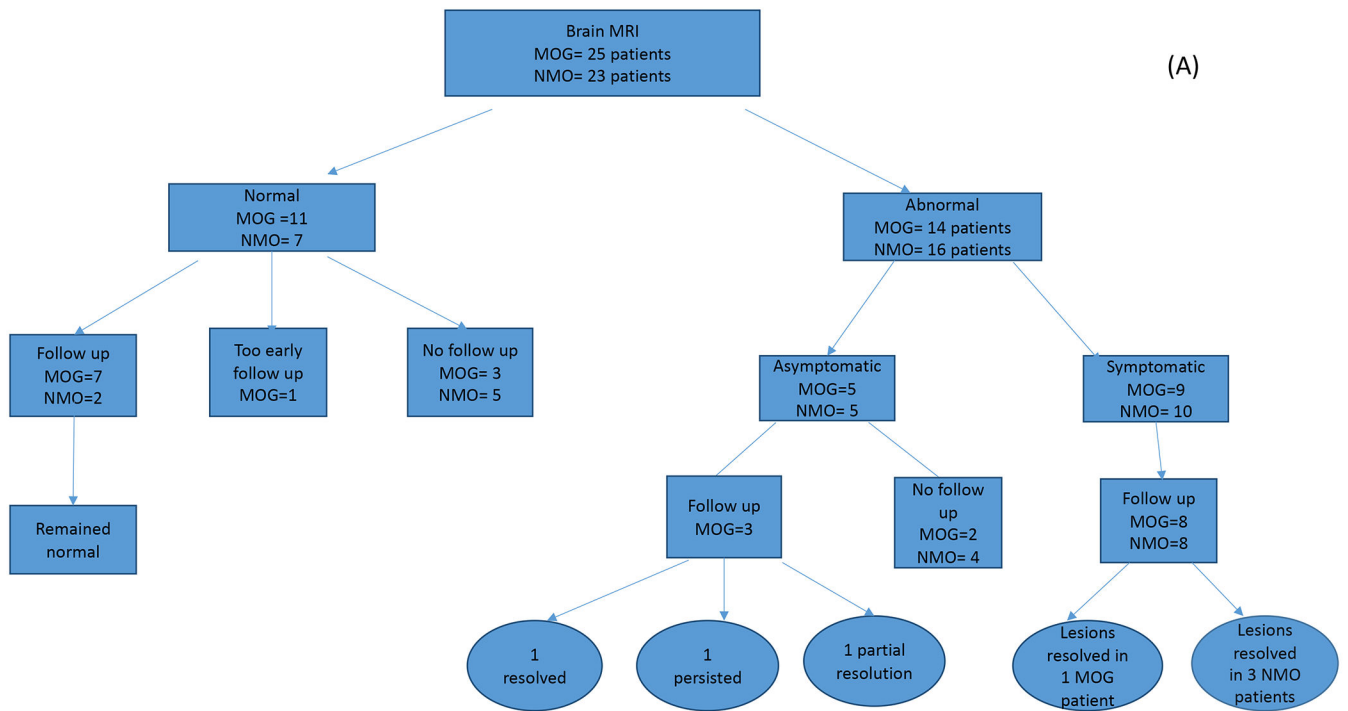 Brain MRI
MOG= 25 patients
NMO= 23 patients
(A)
Normal
MOG =11
NMO= 7
Abnormal
MOG= 14 patients
NMO= 16 patients
Follow up
MOG=7
NMO=2
Too early
follow up
MOG=1
No follow up
MOG= 3
NMO= 5
Asymptomatic
MOG=5
NMO= 5
Symptomatic
MOG=9
NMO= 10
Remained
normal
Follow up
MOG=3
No follow
up
MOG=2
NMO= 4
Follow up
MOG=8
NMO=8
1
resolved
1
persisted
1 partial
resolution
Lesions
resolved in
1 MOG
patient
Lesions
resolved
in 3 NMO
patients